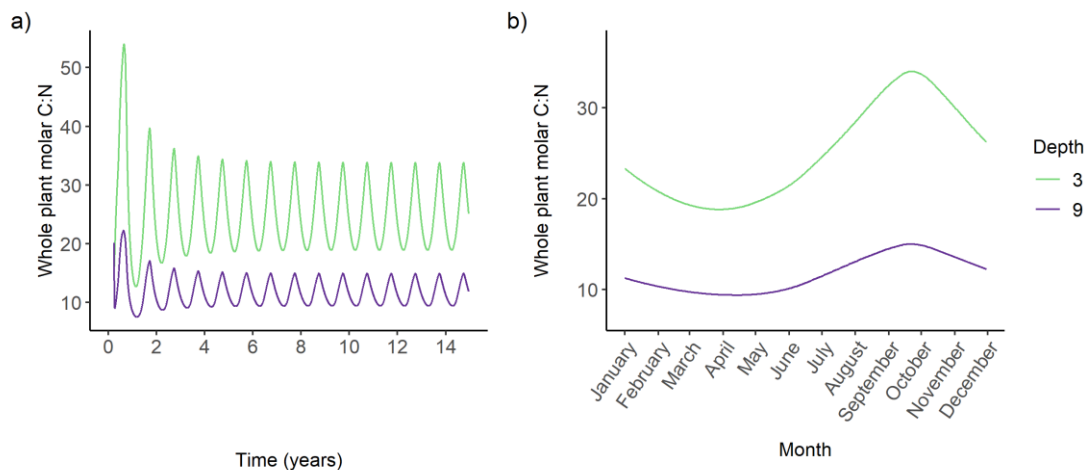 a)
Whole plant molar C:N
50
40
30
20
10
0 2 4 6 8 10 12 14
Time (years)
b)
Whole plant molar C:N
30
20
10
January February March April May June July August September October November December
Month
Depth
3
9